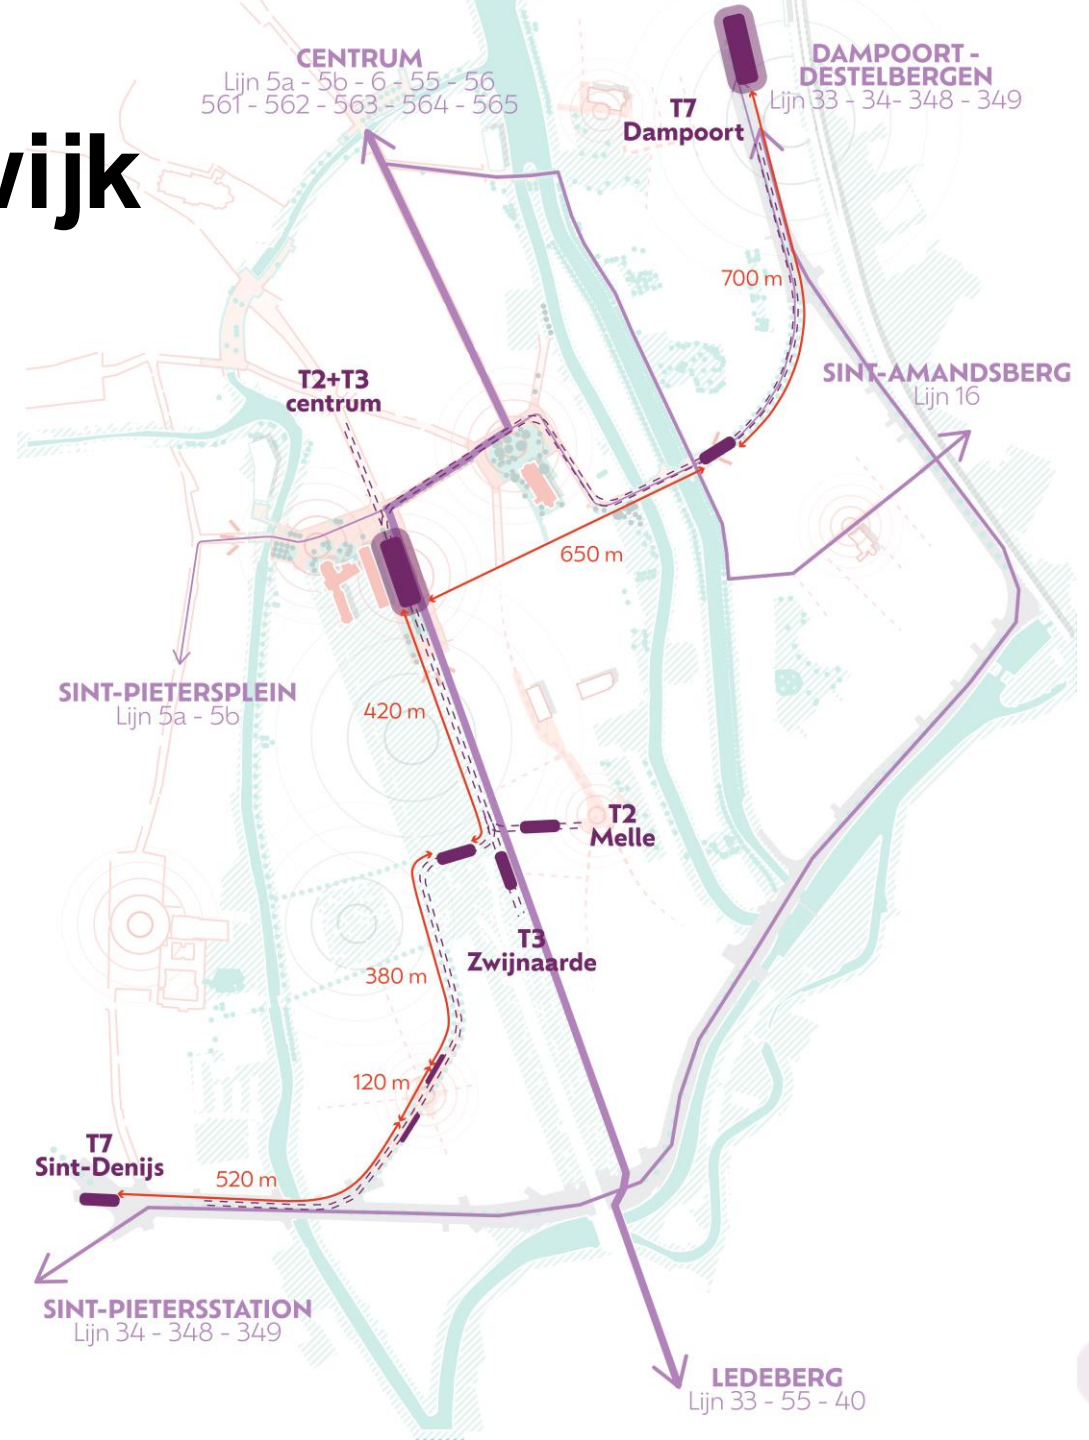 CENTRUM
Lijn 5a - 5b - 6 - 55 - 56
561 - 562 - 563 - 564 - 565
DAMPOORT -
DESTELBERGEN
Lijn 33 - 34- 348 - 349
T7
Dampoort
700 m
SINT-AMANDSBERG
Lijn 16
T2+T3
centrum
650 m
SINT-PIETERSPLEIN
Lijn 5a - 5b
420 m
T2
Melle
T3
Zwijnaarde
380 m
120 m
T7
Sint-Denijs
520 m
SINT-PIETERSSTATION
Lijn 34 - 348 - 349
LEDEBERG
Lijn 33 - 55 - 40